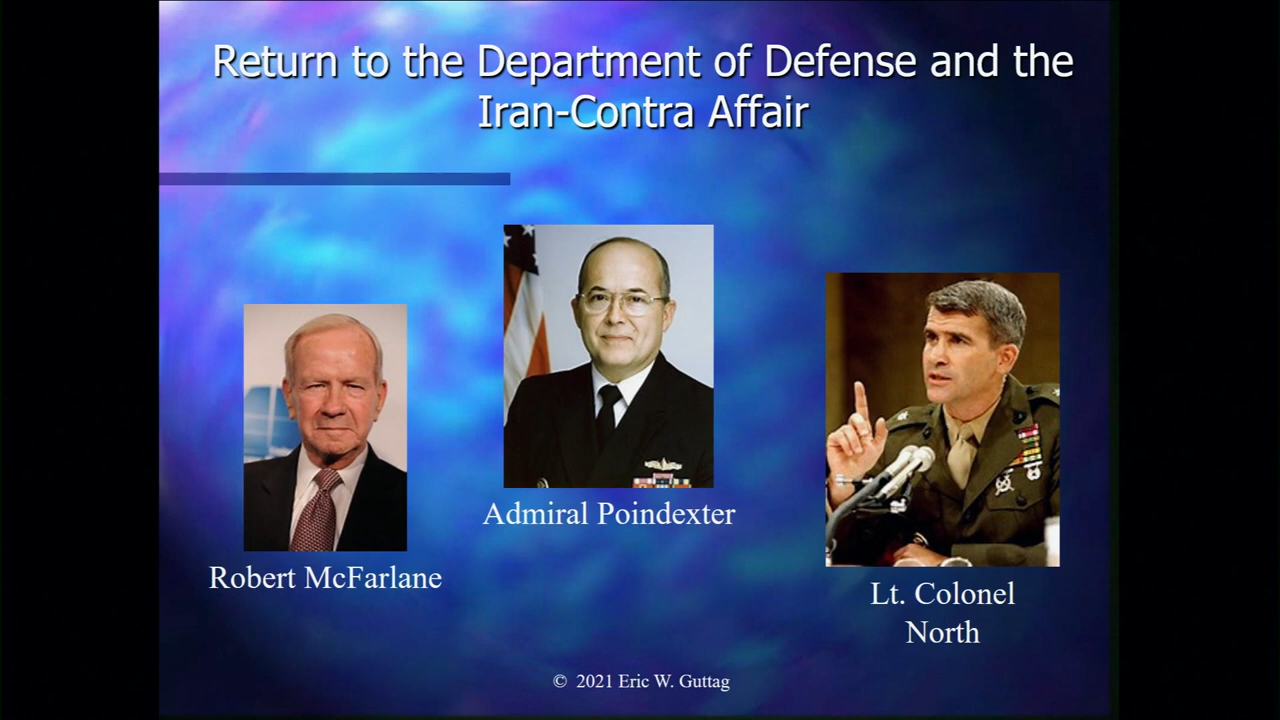 Return to the Department of Defense and the
Iran-Contra Affair
Admiral Poindexter
Robert McFarlane
Lt. Colonel
North
© 2021 Eric W. Guttag